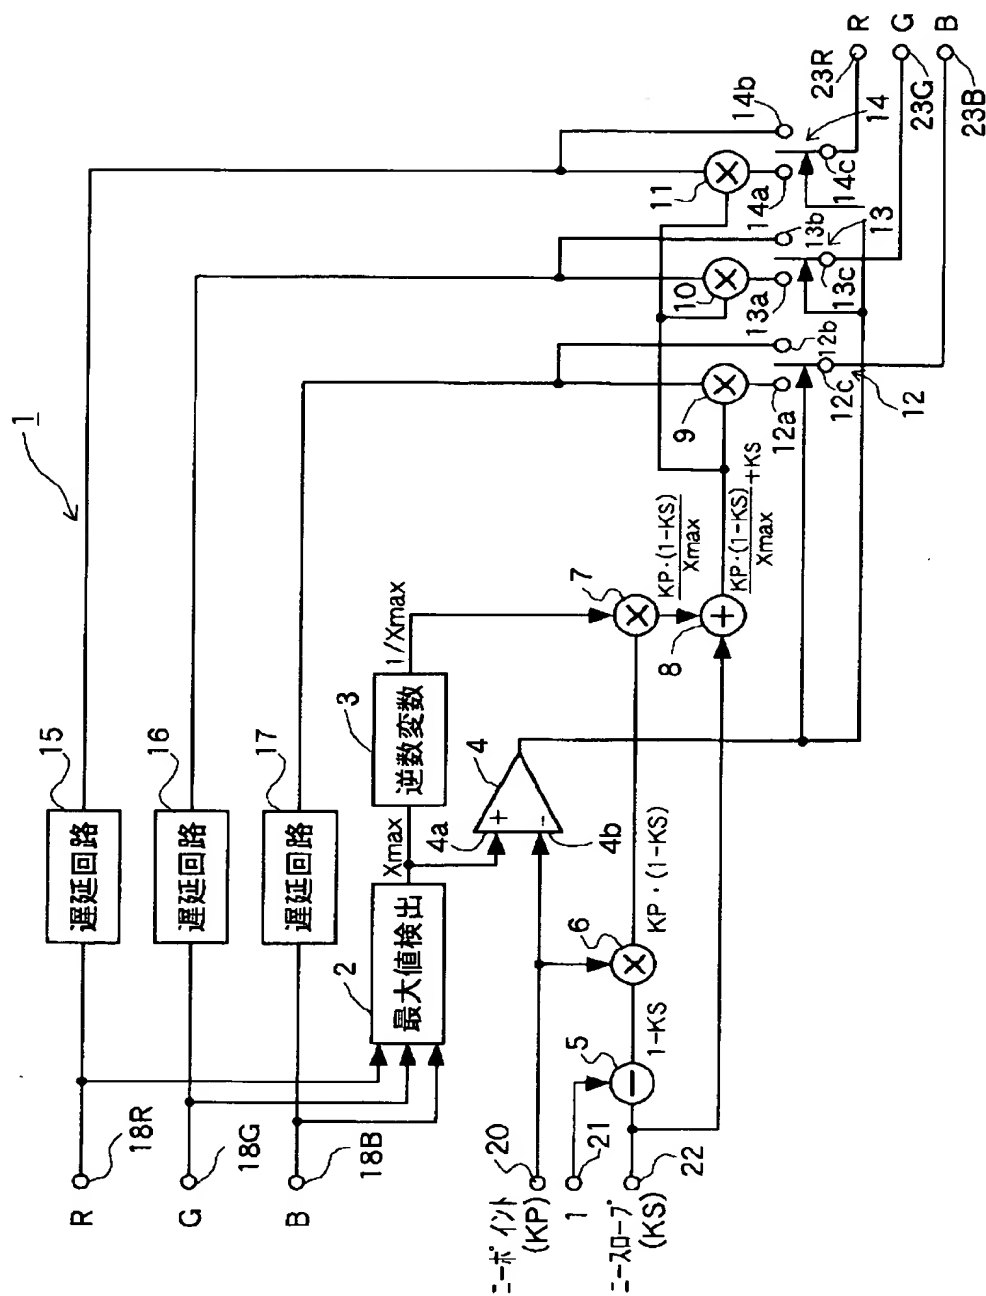 1
R
18R
15
遅延回路
G
18G
16
遅延回路
B
18B
17
遅延回路
2
最大値検出
Xmax
3
逆数変数
1/Xmax
4a
+
4
-
4b
ニーポイント
(KP)
20
1
21
ニースロープ
(KS)
22
5
−
1-KS
6
×
KP・(1-KS)
7
×
KP・(1-KS)
Xmax
8
+
KP・(1-KS)
Xmax
+KS
9
×
10
×
11
×
12a
12b
12c
12
13a
13b
13c
13
14a
14b
14c
14
23R
R
23G
G
23B
B